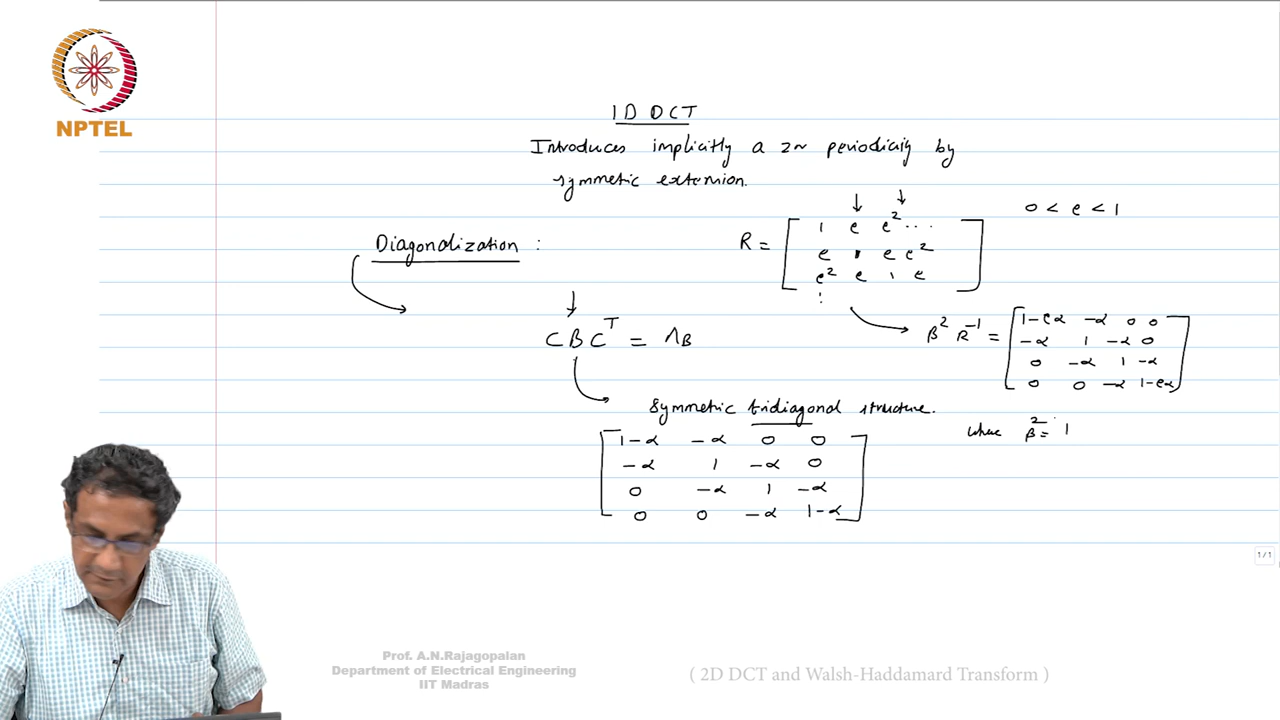 NPTEL
1D DCT
Introduces implicitly a 2n periodicity by
symmetric extension.
0 < e < 1
Diagonalization :
R = [ 1 e e² ...
e 1 e e²
e² e 1 e
⋮ ]
C B Cᵀ = Λ_B
β² R⁻¹ = [ 1-eα -α 0 0
-α 1 -α 0
0 -α 1 -α
0 0 -α 1-eα ]
Symmetric tridiagonal structure.
where β² = 1
[ 1-α -α 0 0
-α 1 -α 0
0 -α 1 -α
0 0 -α 1-α ]
1/1
Prof. A.N.Rajagopalan
Department of Electrical Engineering
IIT Madras
( 2D DCT and Walsh-Haddamard Transform )